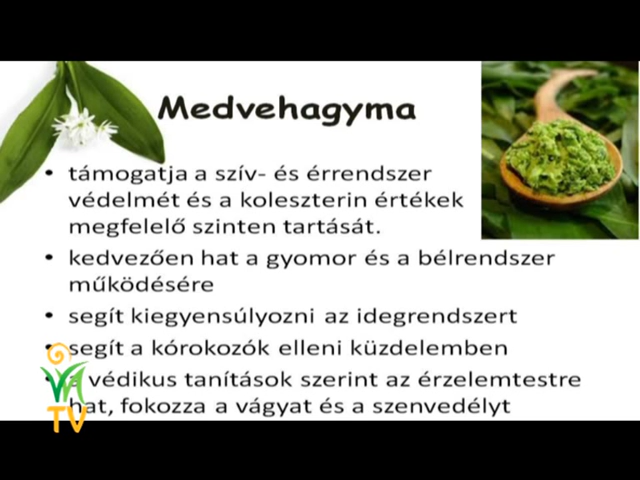 Medvehagyma
• támogatja a szív- és érrendszer
védelmét és a koleszterin értékek
megfelelő szinten tartását.
• kedvezően hat a gyomor és a bélrendszer
működésére
• segít kiegyensúlyozni az idegrendszert
• segít a kórokozók elleni küzdelemben
• a védikus tanítások szerint az érzelemtestre
hat, fokozza a vágyat és a szenvedélyt
TV